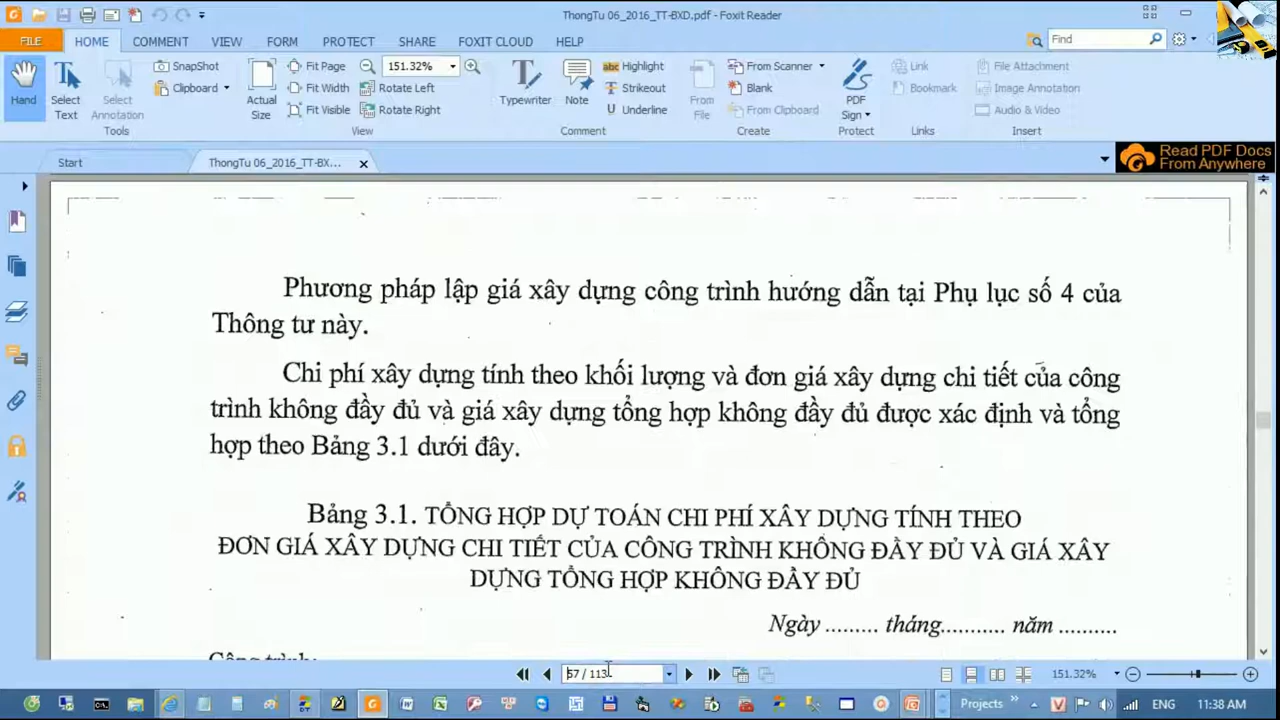 ThongTu 06_2016_TT-BXD.pdf - Foxit Reader
FILE HOME COMMENT VIEW FORM PROTECT SHARE FOXIT CLOUD HELP Find
Hand
Select Text
Select Annotation
SnapShot
Clipboard
Tools
Actual Size
Fit Page
Fit Width
Fit Visible
151.32%
Rotate Left
Rotate Right
View
Typewriter
Note
Highlight
Strikeout
Underline
Comment
From File
From Scanner
Blank
From Clipboard
Create
PDF Sign
Protect
Link
Bookmark
Links
File Attachment
Image Annotation
Audio & Video
Insert
Start ThongTu 06_2016_TT-BX...
Read PDF Docs
From Anywhere
Phương pháp lập giá xây dựng công trình hướng dẫn tại Phụ lục số 4 của
Thông tư này.
Chi phí xây dựng tính theo khối lượng và đơn giá xây dựng chi tiết của công
trình không đầy đủ và giá xây dựng tổng hợp không đầy đủ được xác định và tổng
hợp theo Bảng 3.1 dưới đây.
Bảng 3.1. TỔNG HỢP DỰ TOÁN CHI PHÍ XÂY DỰNG TÍNH THEO
ĐƠN GIÁ XÂY DỰNG CHI TIẾT CỦA CÔNG TRÌNH KHÔNG ĐẦY ĐỦ VÀ GIÁ XÂY
DỰNG TỔNG HỢP KHÔNG ĐẦY ĐỦ
Ngày ......... tháng........... năm ..........
Công trình:
57 / 113 151.32%
Projects » ENG 11:38 AM